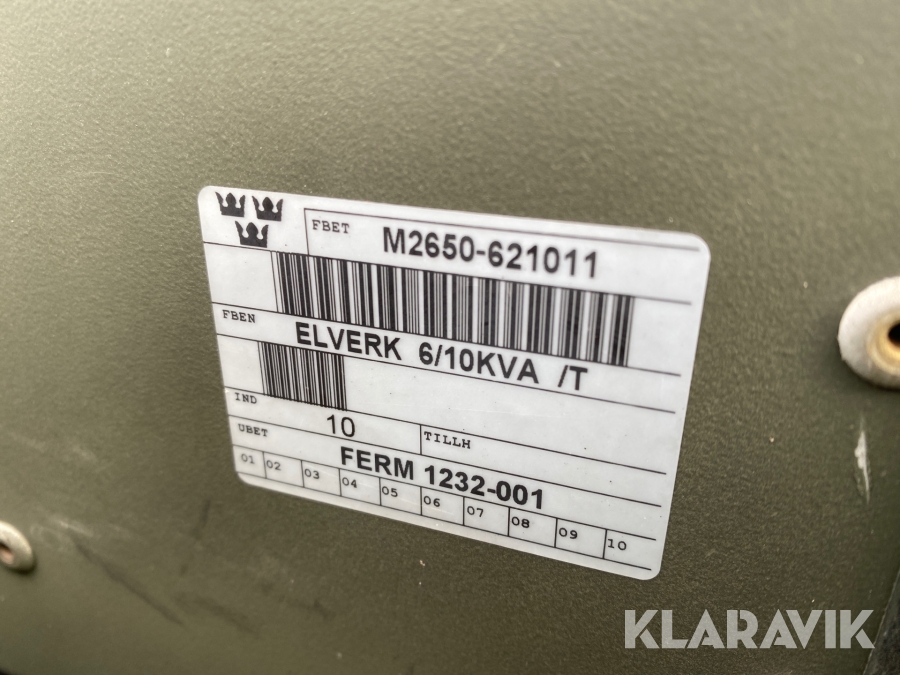 FBET M2650-621011
FBEN ELVERK 6/10KVA /T
IND 10 TILLH
UBET FERM 1232-001
01 02 03 04 05 06 07 08 09 10
KLARAVIK